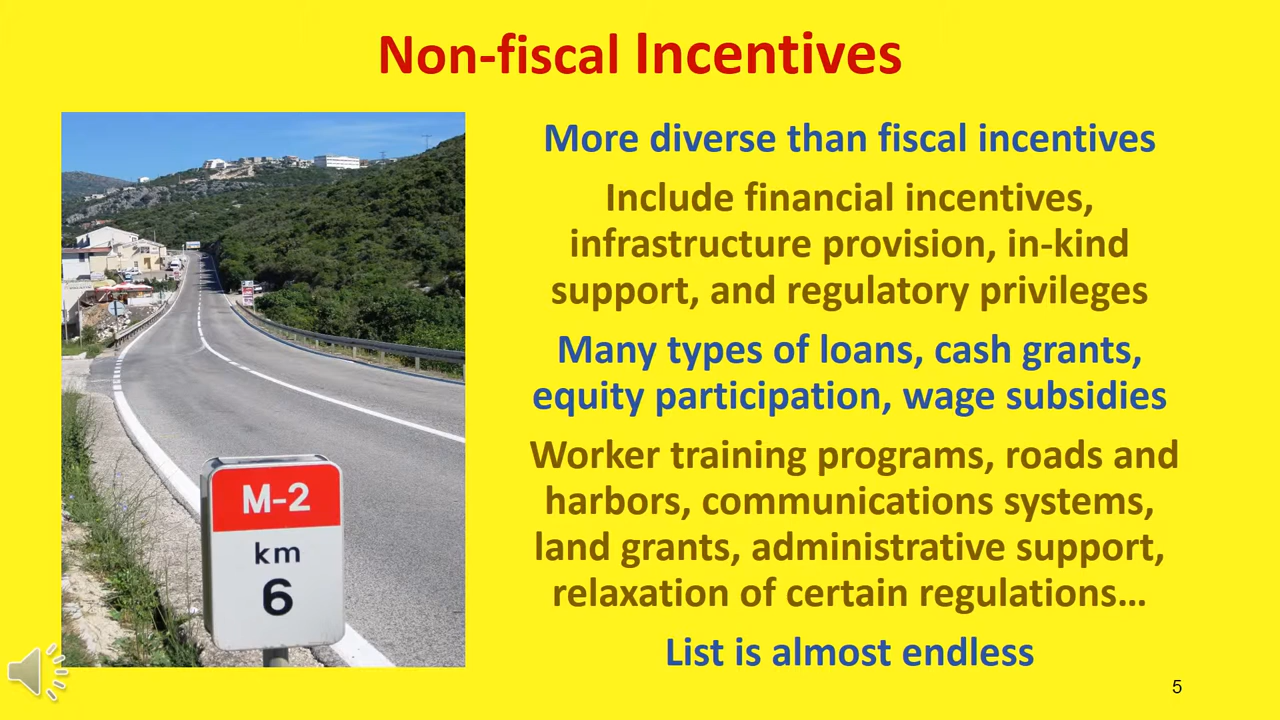 Non-fiscal Incentives
More diverse than fiscal incentives
Include financial incentives,
infrastructure provision, in-kind
support, and regulatory privileges
Many types of loans, cash grants,
equity participation, wage subsidies
Worker training programs, roads and
harbors, communications systems,
land grants, administrative support,
relaxation of certain regulations…
List is almost endless
M-2
km
6
5